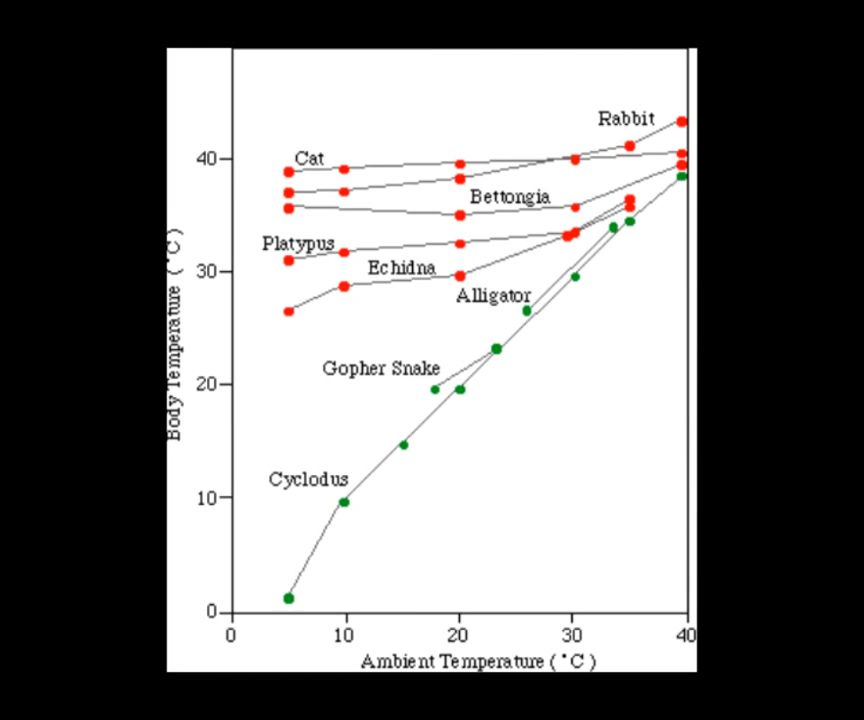 Rabbit
Cat
40
Bettongia
Platypus
Echidna
30
Alligator
Gopher Snake
20
Cyclodus
10
0
0 10 20 30 40
Ambient Temperature (°C)
Body Temperature (°C)